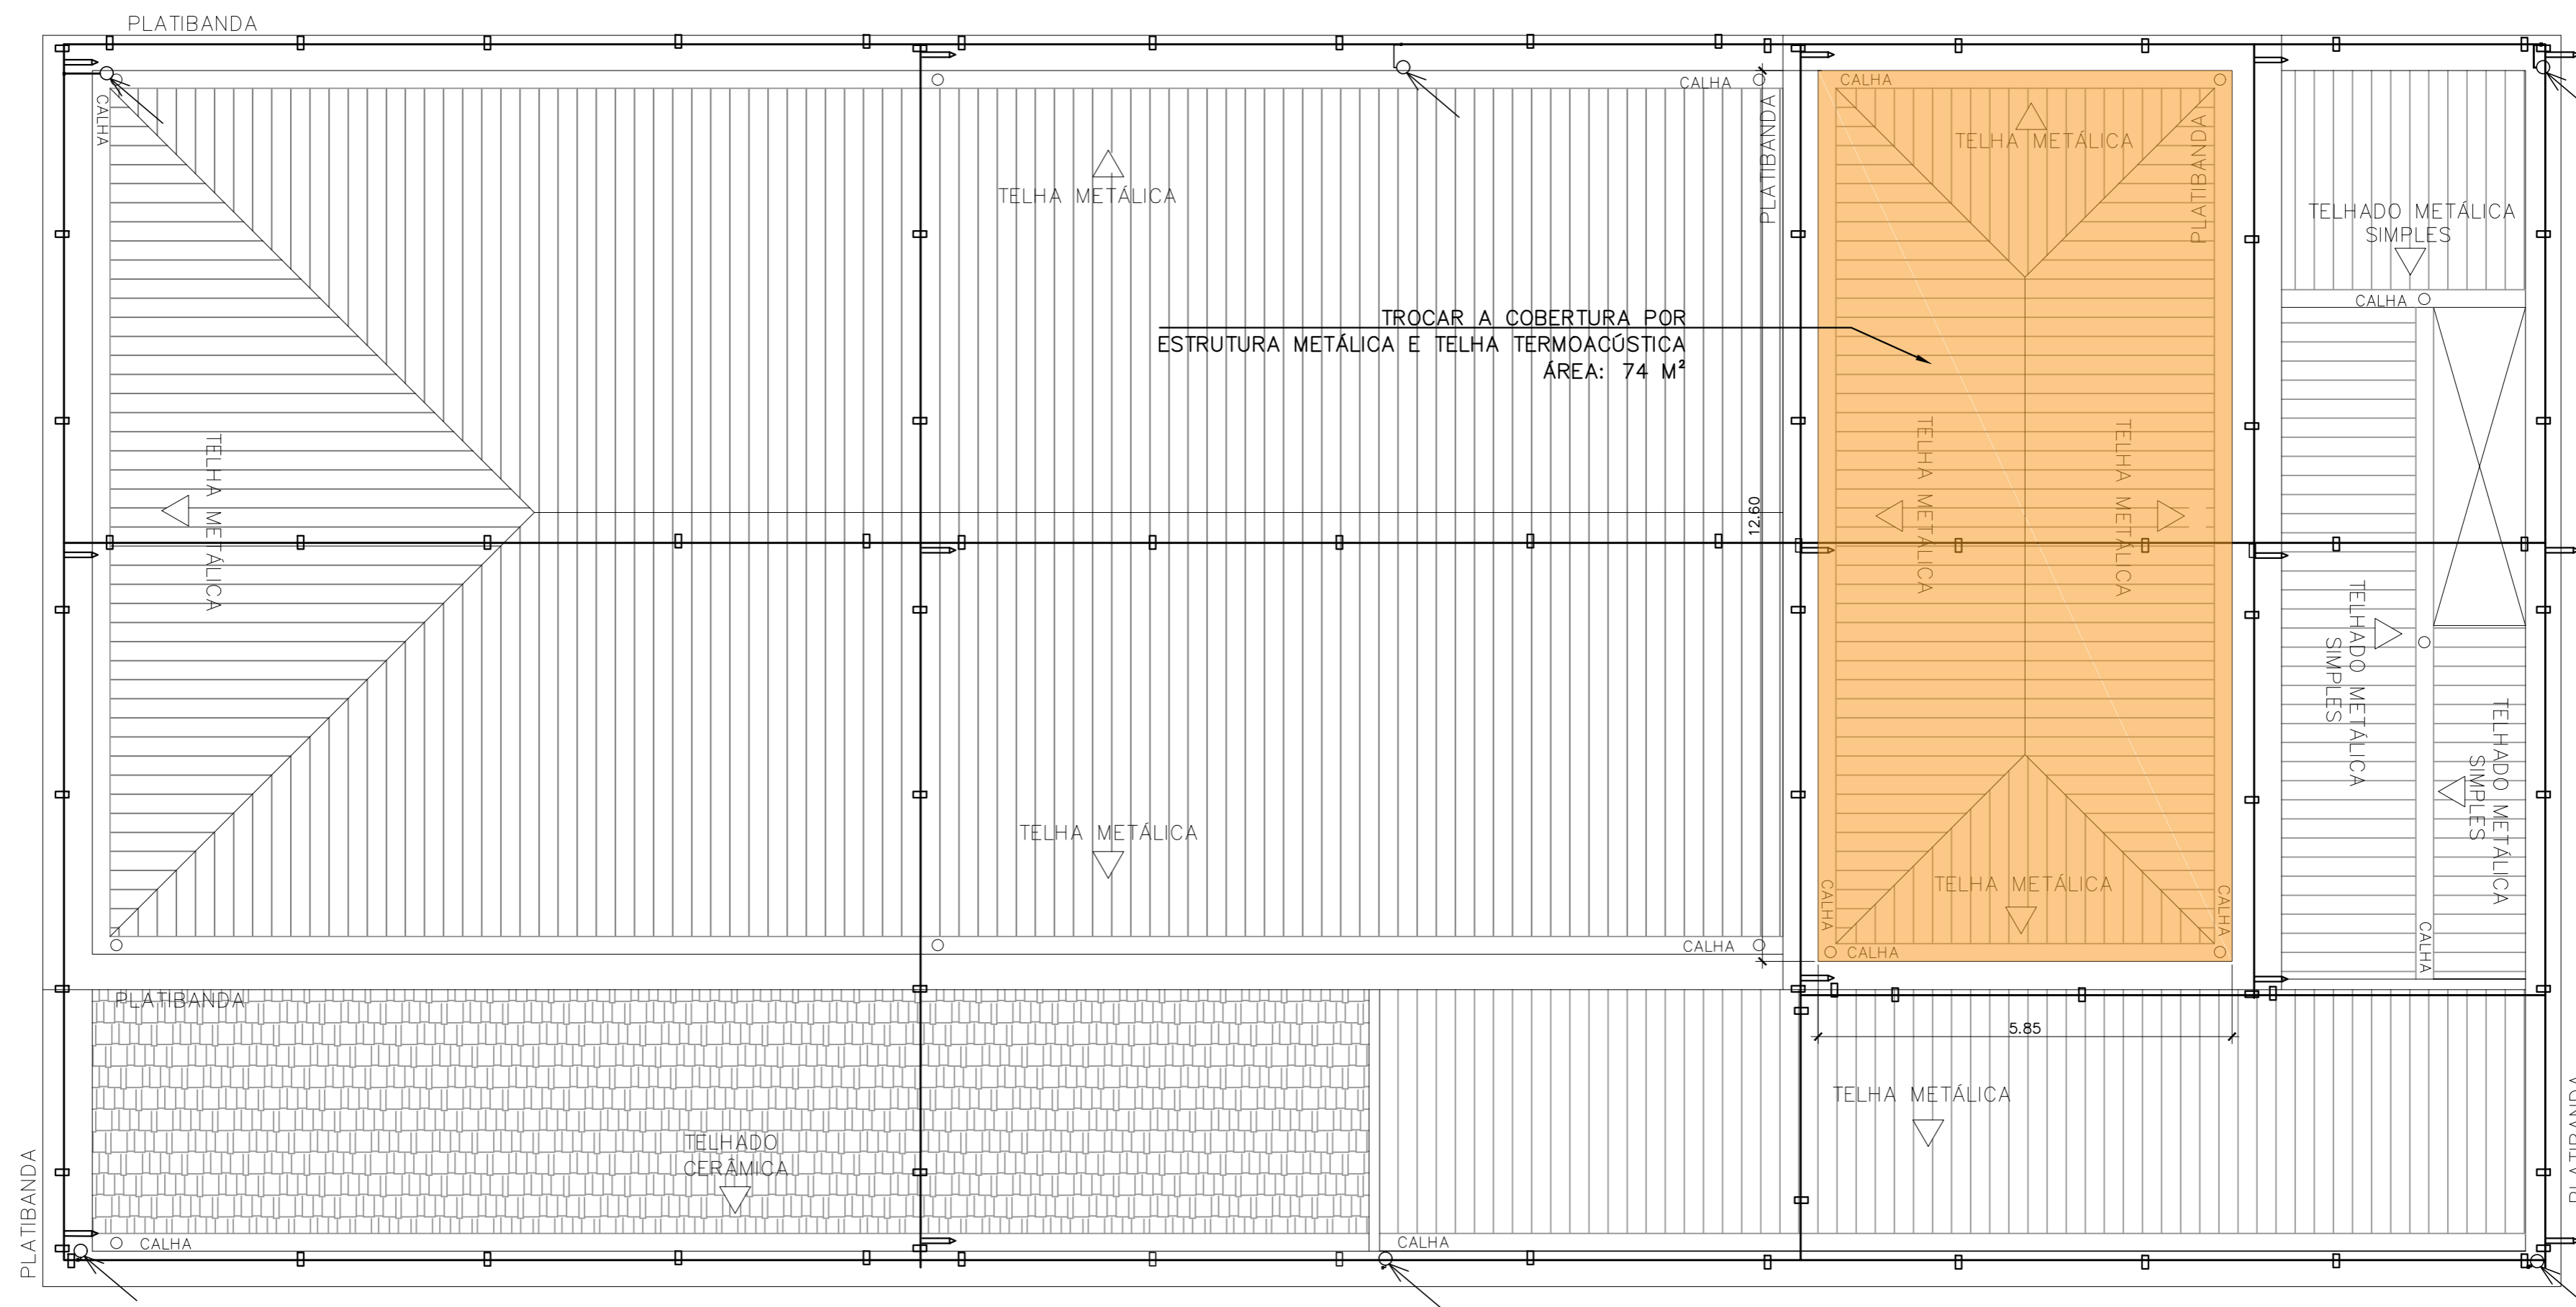 PLATIBANDA
CALHA
CALHA
CALHA
PLATIBANDA
TELHA METÁLICA
PLATIBANDA
TELHA METÁLICA
TELHADO METÁLICA
SIMPLES
CALHA
TROCAR A COBERTURA POR
ESTRUTURA METÁLICA E TELHA TERMOACÚSTICA
ÁREA: 74 M²
TELHA METÁLICA
12.60
TELHA METÁLICA
TELHA METÁLICA
TELHADO METÁLICA
SIMPLES
TELHADO METÁLICA
SIMPLES
TELHA METÁLICA
TELHA METÁLICA
CALHA
CALHA
CALHA
CALHA
CALHA
PLATIBANDA
5.85
TELHA METÁLICA
PLATIBANDA
TELHADO
CERÂMICA
PLATIBANDA
CALHA
CALHA